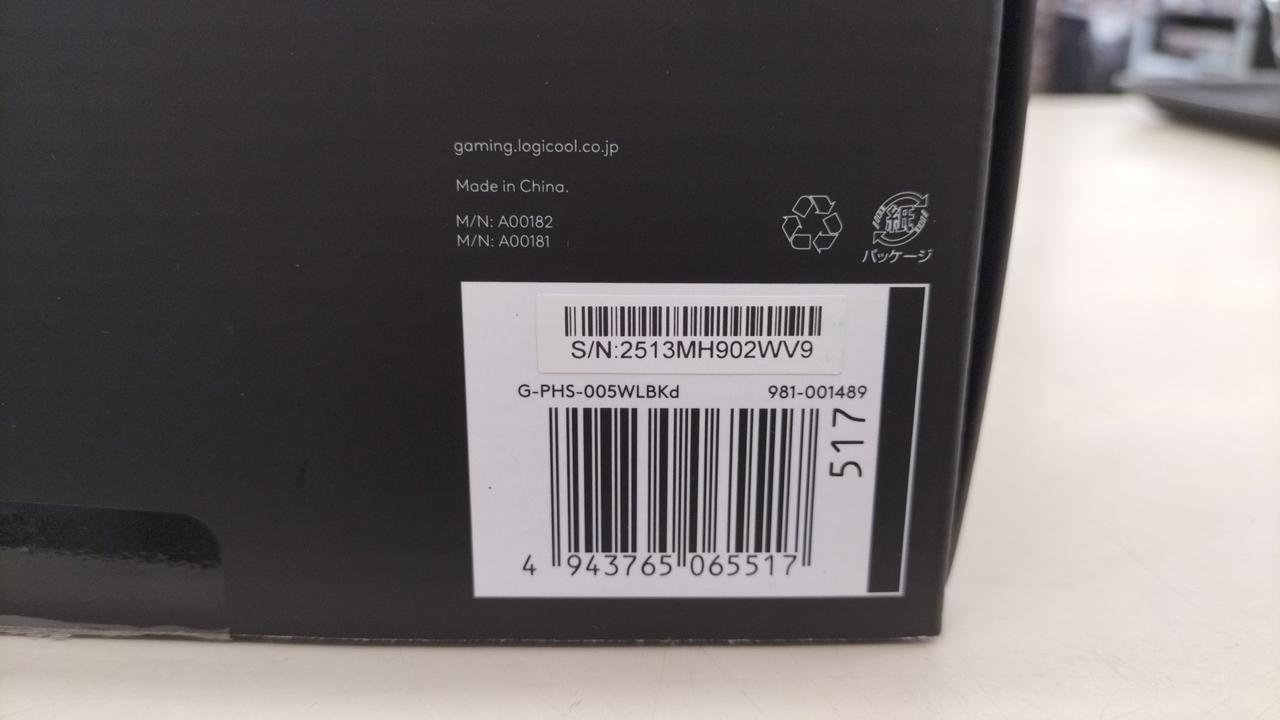 gaming.logicool.co.jp
Made in China.
M/N: A00182
M/N: A00181
紙
パッケージ
S/N:2513MH902WV9
G-PHS-005WLBKd 981-001489
517
4 943765 065517